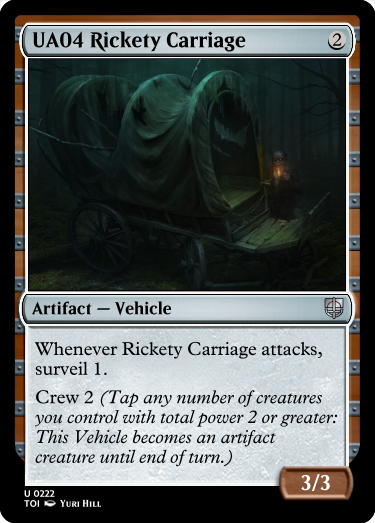 UA04 Rickety Carriage 2
Artifact — Vehicle
Whenever Rickety Carriage attacks,
surveil 1.
Crew 2 (Tap any number of creatures
you control with total power 2 or greater:
This Vehicle becomes an artifact
creature until end of turn.)
3/3
U 0222
TOI Yuri Hill